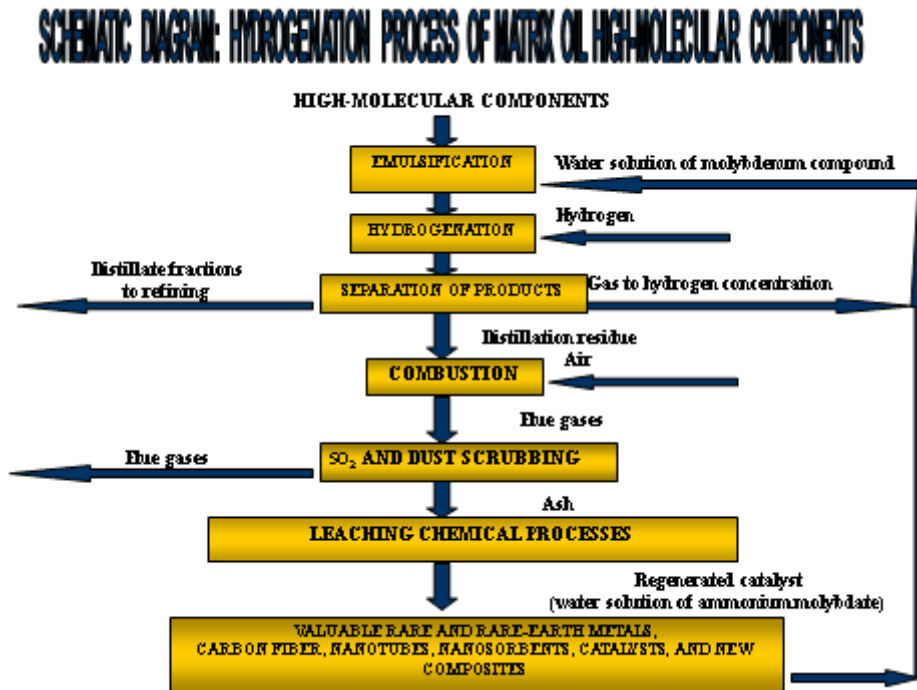 SCHEMATIC DIAGRAM: HYDROGENATION PROCESS OF MATRIX OIL HIGH-MOLECULAR COMPONENTS
HIGH-MOLECULAR COMPONENTS
EMULSIFICATION
Water solution of molybdenum compound
HYDROGENATION
Hydrogen
Distillate fractions
to refining
SEPARATION OF PRODUCTS
Gas to hydrogen concentration
Distillation residue
Air
COMBUSTION
Flue gases
Flue gases
SO₂ AND DUST SCRUBBING
Ash
LEACHING CHEMICAL PROCESSES
Regenerated catalyst
(water solution of ammonium molybdate)
VALUABLE RARE AND RARE-EARTH METALS,
CARBON FIBER, NANOTUBES, NANOSORBENTS, CATALYSTS, AND NEW
COMPOSITES